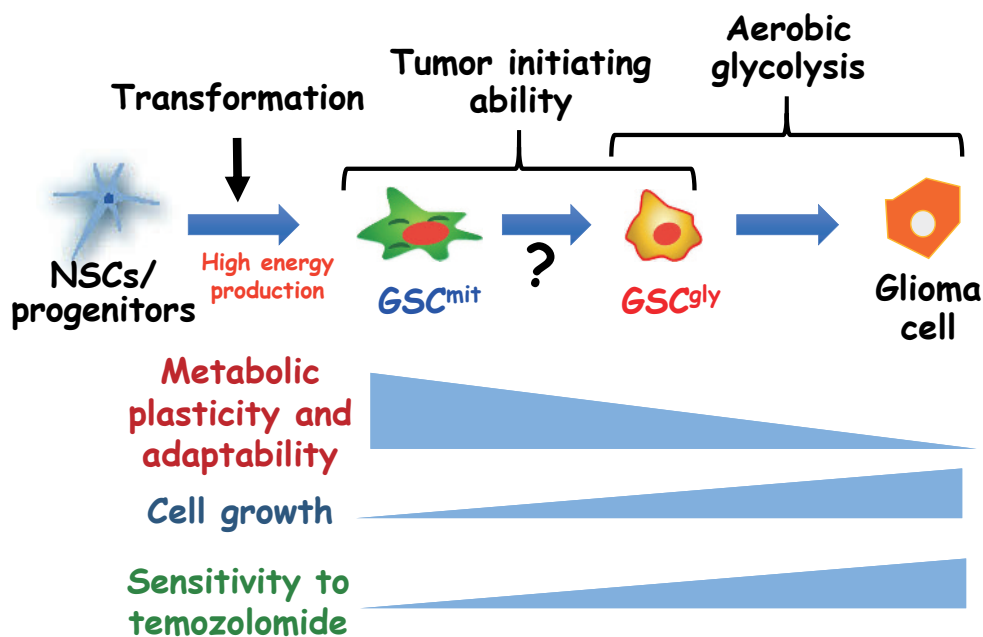 Aerobic
glycolysis
Tumor initiating
ability
Transformation
High energy
production
?
NSCs/
progenitors
GSCmit
GSCgly
Glioma
cell
Metabolic
plasticity and
adaptability
Cell growth
Sensitivity to
temozolomide